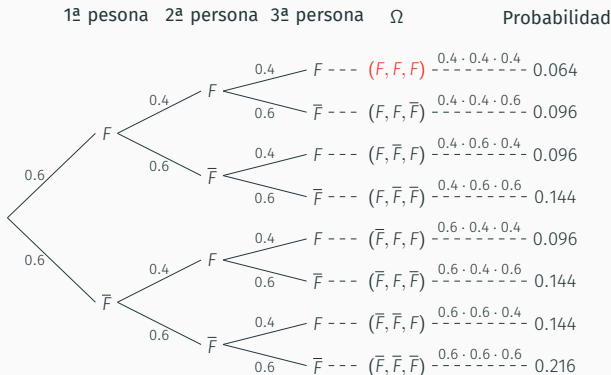 1ª pesona 2ª persona 3ª persona Ω Probabilidad
0.4 F (F, F, F) 0.4 · 0.4 · 0.4 0.064
0.4 F
0.6 F̅ (F, F, F̅) 0.4 · 0.4 · 0.6 0.096
0.6 F
0.4 F (F, F̅, F) 0.4 · 0.6 · 0.4 0.096
0.6 F̅
0.6 F̅ (F, F̅, F̅) 0.4 · 0.6 · 0.6 0.144
0.4 F (F̅, F, F) 0.6 · 0.4 · 0.4 0.096
0.4 F
0.6 F̅ (F̅, F, F̅) 0.6 · 0.4 · 0.6 0.144
0.6 F̅
0.4 F (F̅, F̅, F) 0.6 · 0.6 · 0.4 0.144
0.6 F̅
0.6 F̅ (F̅, F̅, F̅) 0.6 · 0.6 · 0.6 0.216